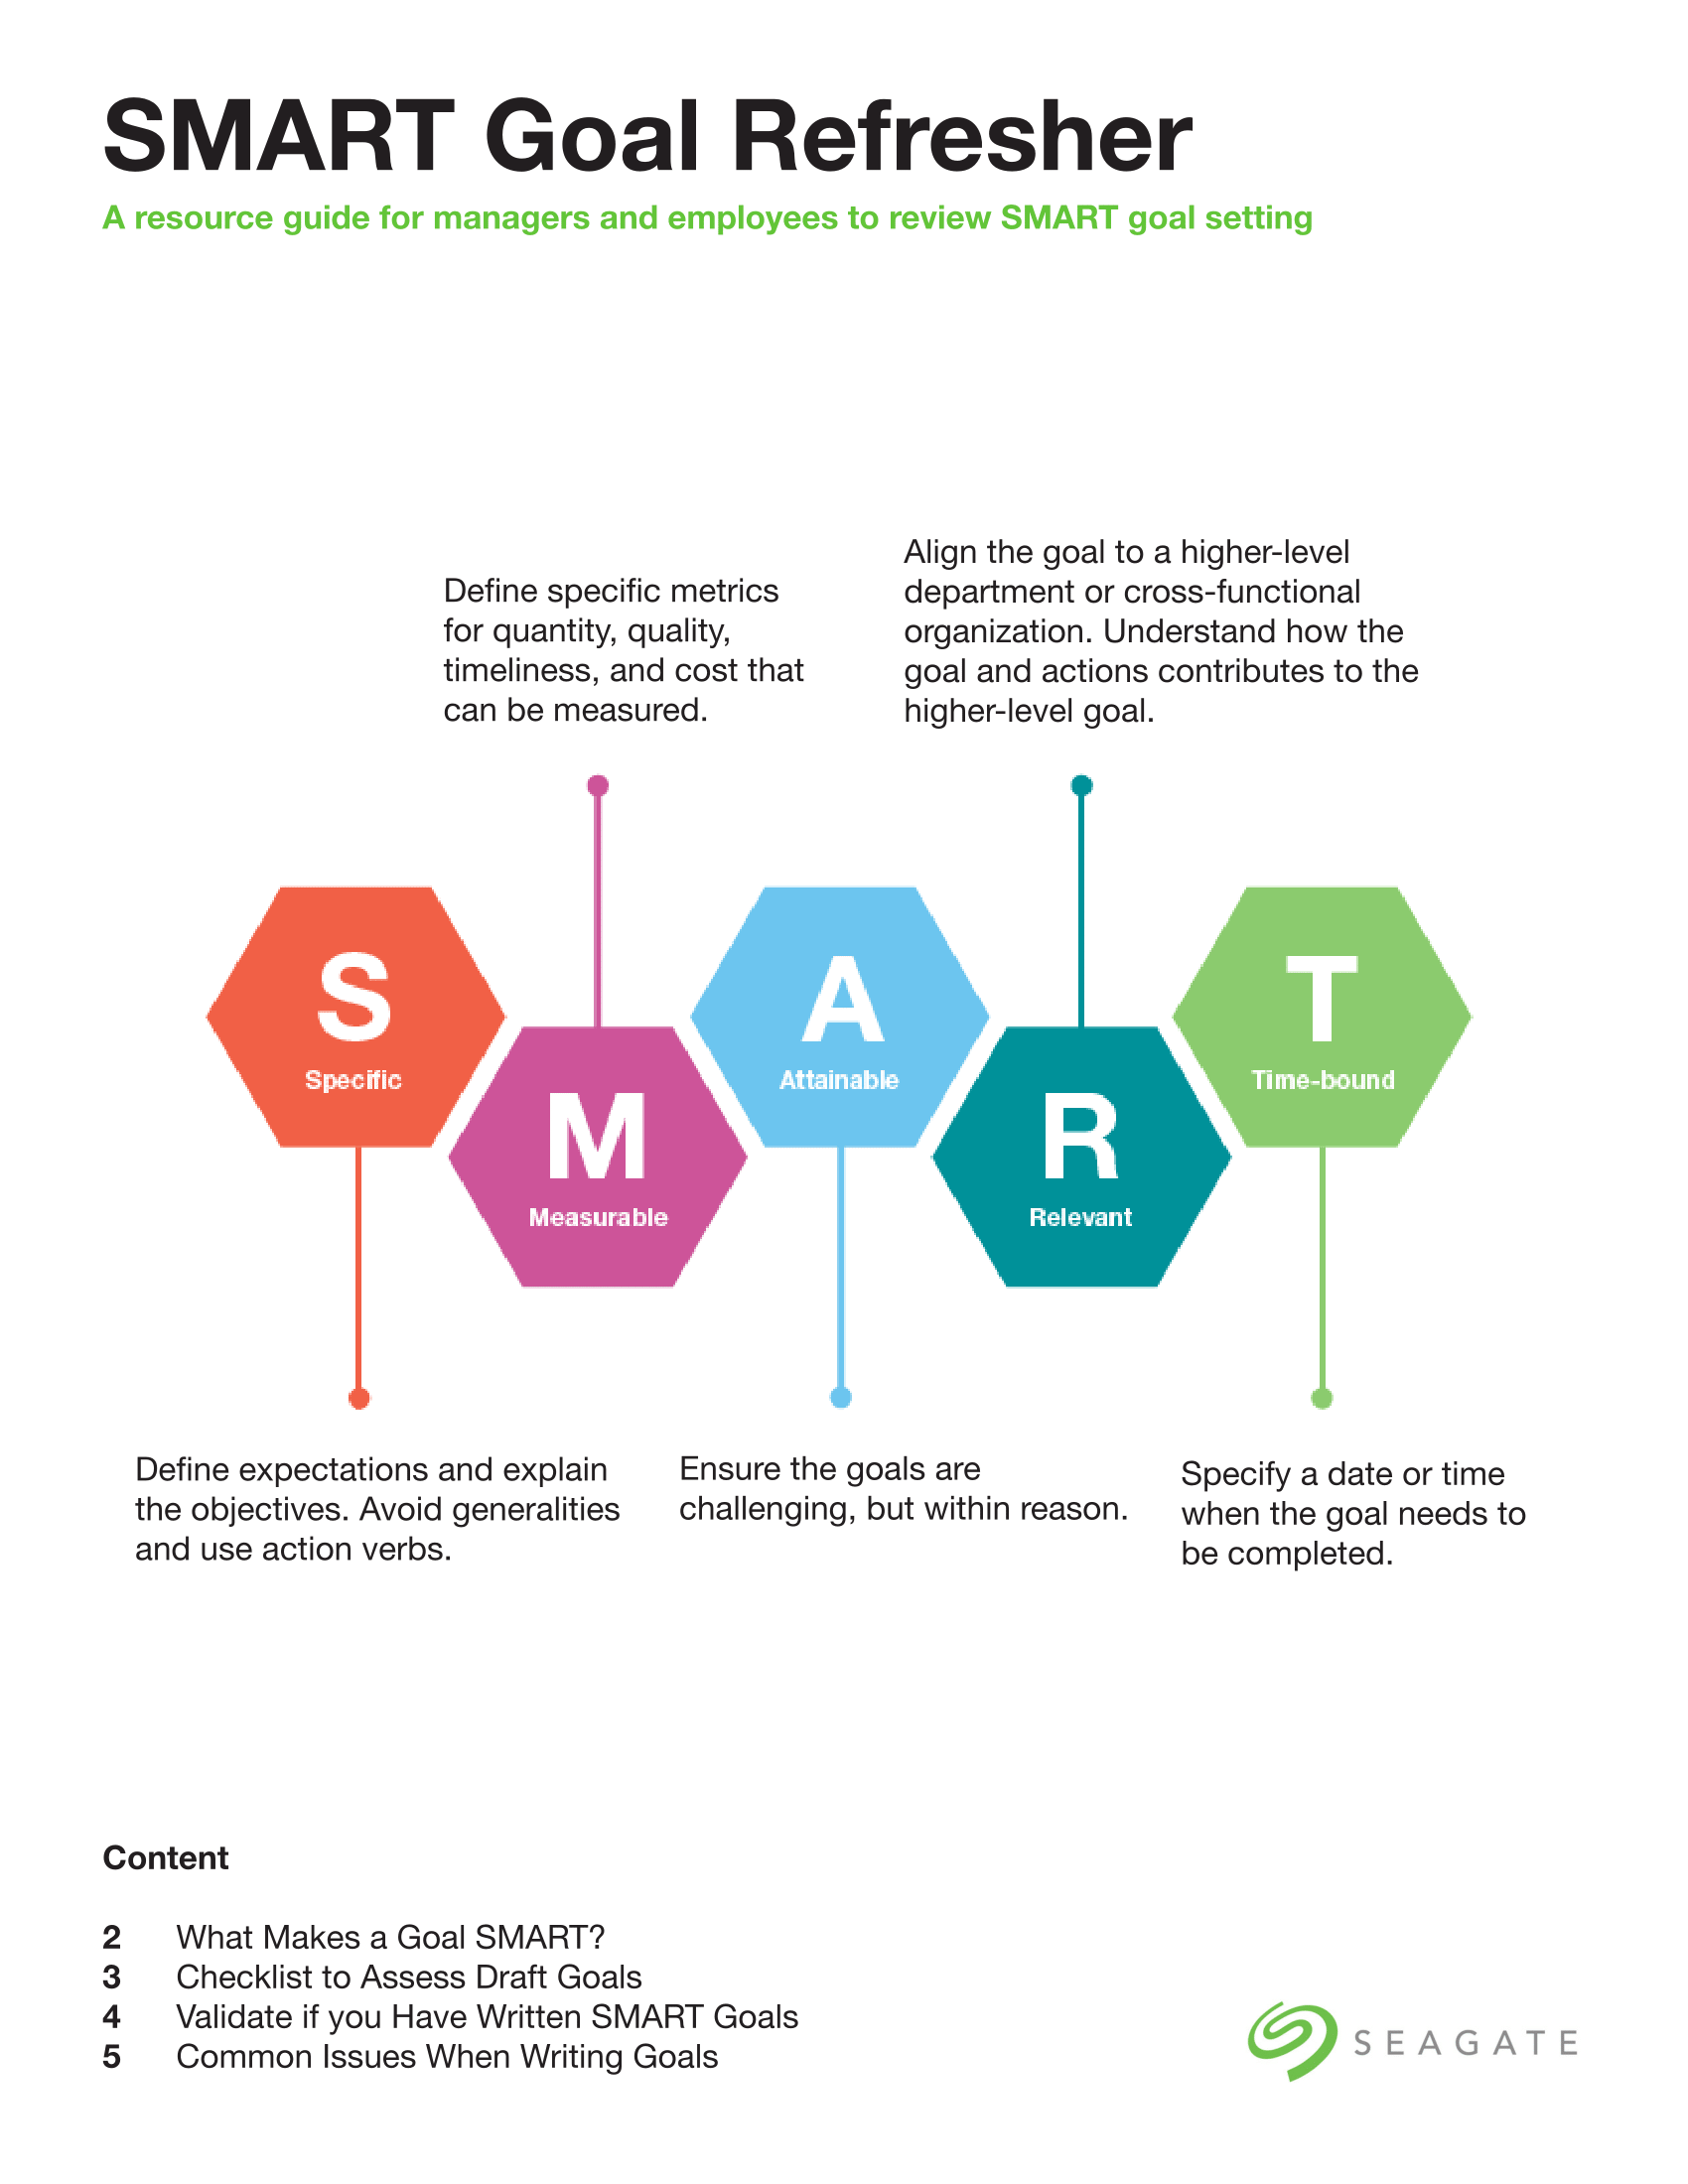 SMART Goal Refresher
A resource guide for managers and employees to review SMART goal setting
Define specific metrics
for quantity, quality,
timeliness, and cost that
can be measured.
Align the goal to a higher-level
department or cross-functional
organization. Understand how the
goal and actions contributes to the
higher-level goal.
S
Specific
M
Measurable
A
Attainable
R
Relevant
T
Time-bound
Define expectations and explain
the objectives. Avoid generalities
and use action verbs.
Ensure the goals are
challenging, but within reason.
Specify a date or time
when the goal needs to
be completed.
Content
2 What Makes a Goal SMART?
3 Checklist to Assess Draft Goals
4 Validate if you Have Written SMART Goals
5 Common Issues When Writing Goals
SEAGATE